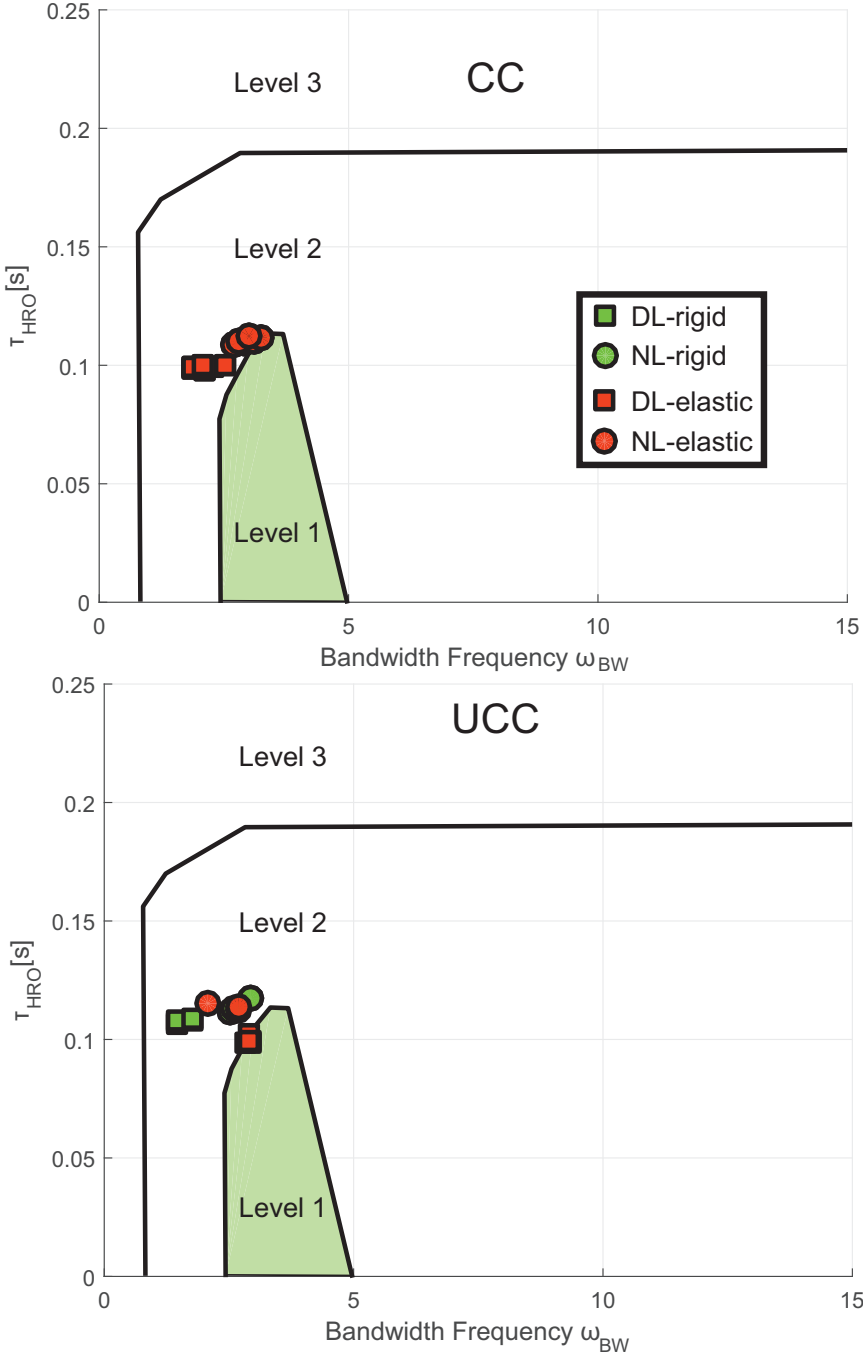 0.25
CC
Level 3
0.2
Level 2
0.15
τHRO[s]
DL-rigid
NL-rigid
DL-elastic
NL-elastic
0.1
0.05
Level 1
0
0 5 10 15
Bandwidth Frequency ωBW
0.25
UCC
Level 3
0.2
Level 2
0.15
τHRO[s]
0.1
0.05
Level 1
0
0 5 10 15
Bandwidth Frequency ωBW